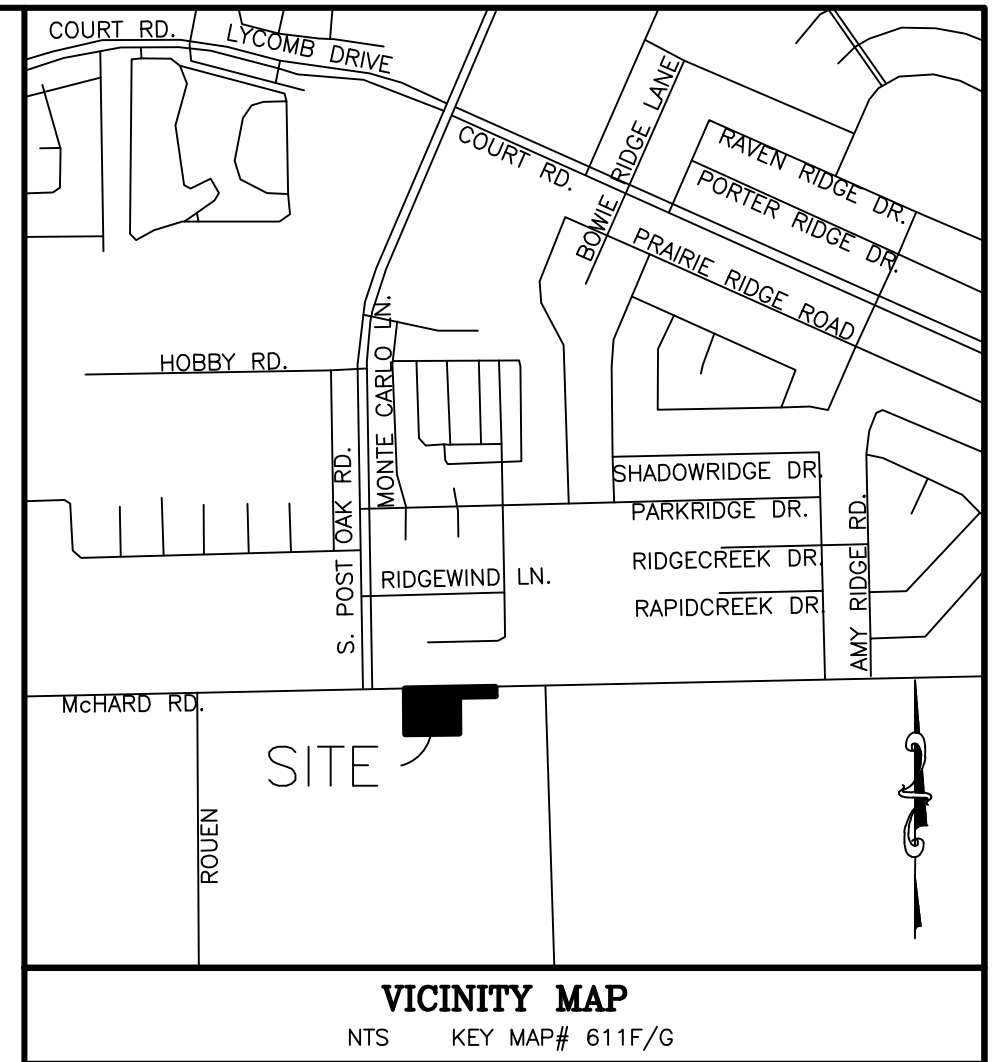 COURT RD.
LYCOMB DRIVE
COURT RD.
BOWIE RIDGE LANE
RAVEN RIDGE DR.
PORTER RIDGE DR.
PRAIRIE RIDGE ROAD
HOBBY RD.
MONTE CARLO LN.
S. POST OAK RD.
SHADOWRIDGE DR.
PARKRIDGE DR.
RIDGECREEK DR.
RAPIDCREEK DR.
RIDGEWIND LN.
AMY RIDGE RD.
McHARD RD.
SITE
ROUEN
VICINITY MAP
NTS KEY MAP# 611F/G